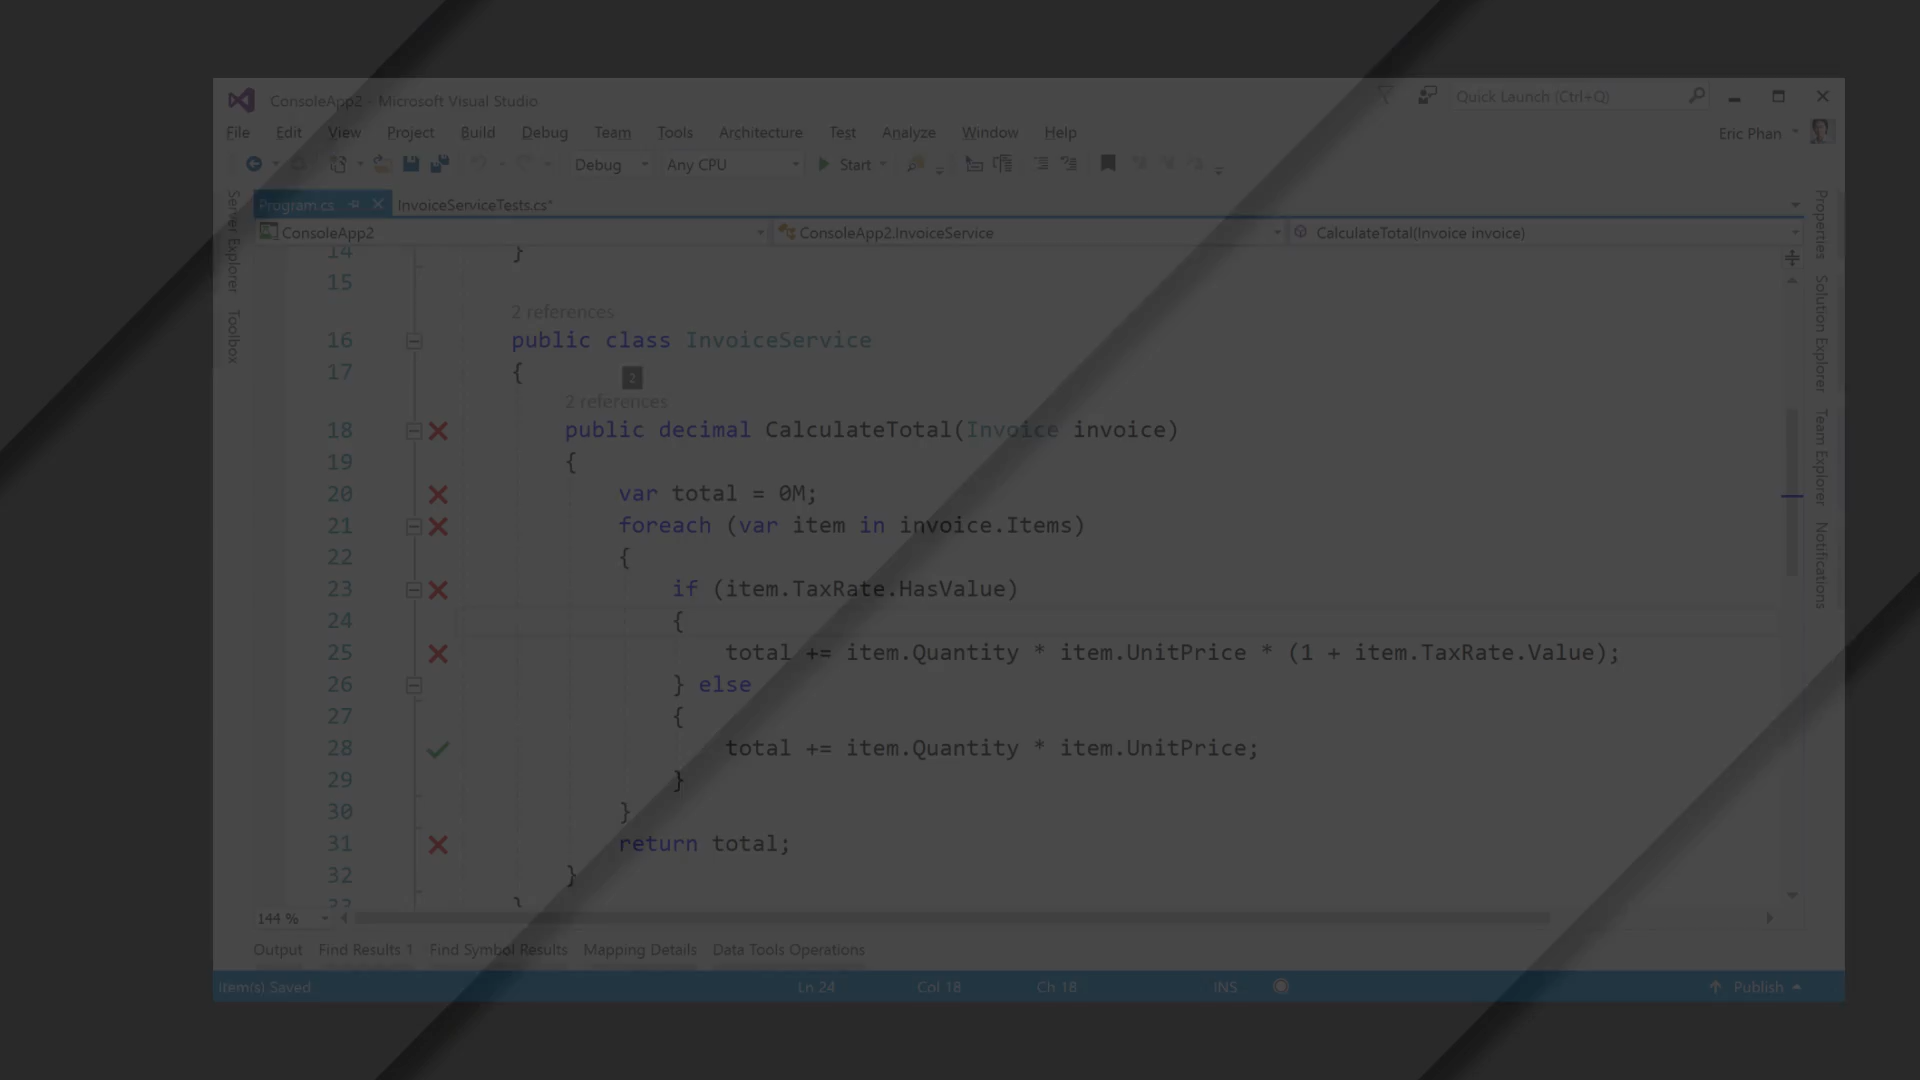 ConsoleApp2 - Microsoft Visual Studio
Quick Launch (Ctrl+Q)
File Edit View Project Build Debug Team Tools Architecture Test Analyze Window Help
Eric Phan
Debug Any CPU Start
Server Explorer
Toolbox
Program.cs InvoiceServiceTests.cs*
ConsoleApp2 ConsoleApp2.InvoiceService CalculateTotal(Invoice invoice)
14 }
15
2 references
16 public class InvoiceService
17 {
2
2 references
18 public decimal CalculateTotal(Invoice invoice)
19 {
20 var total = 0M;
21 foreach (var item in invoice.Items)
22 {
23 if (item.TaxRate.HasValue)
24 {
25 total += item.Quantity * item.UnitPrice * (1 + item.TaxRate.Value);
26 } else
27 {
28 total += item.Quantity * item.UnitPrice;
29 }
30 }
31 return total;
32 }
33 }
Properties
Solution Explorer
Team Explorer
Notifications
144 %
Output Find Results 1 Find Symbol Results Mapping Details Data Tools Operations
Item(s) Saved Ln 24 Col 18 Ch 18 INS Publish